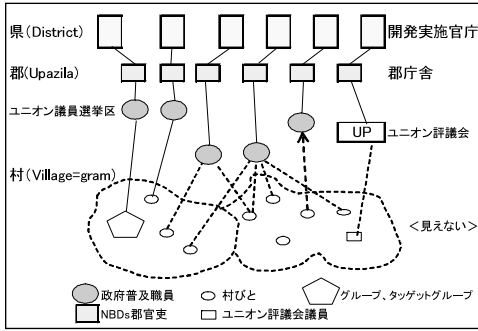 県(District) 開発実施官庁
郡(Upazila) 郡庁舎
ユニオン議員選挙区
UP ユニオン評議会
村(Village=gram)
＜見えない＞
政府普及職員 村びと グループ、タッゲットグループ
NBDs郡官吏 ユニオン評議会議員